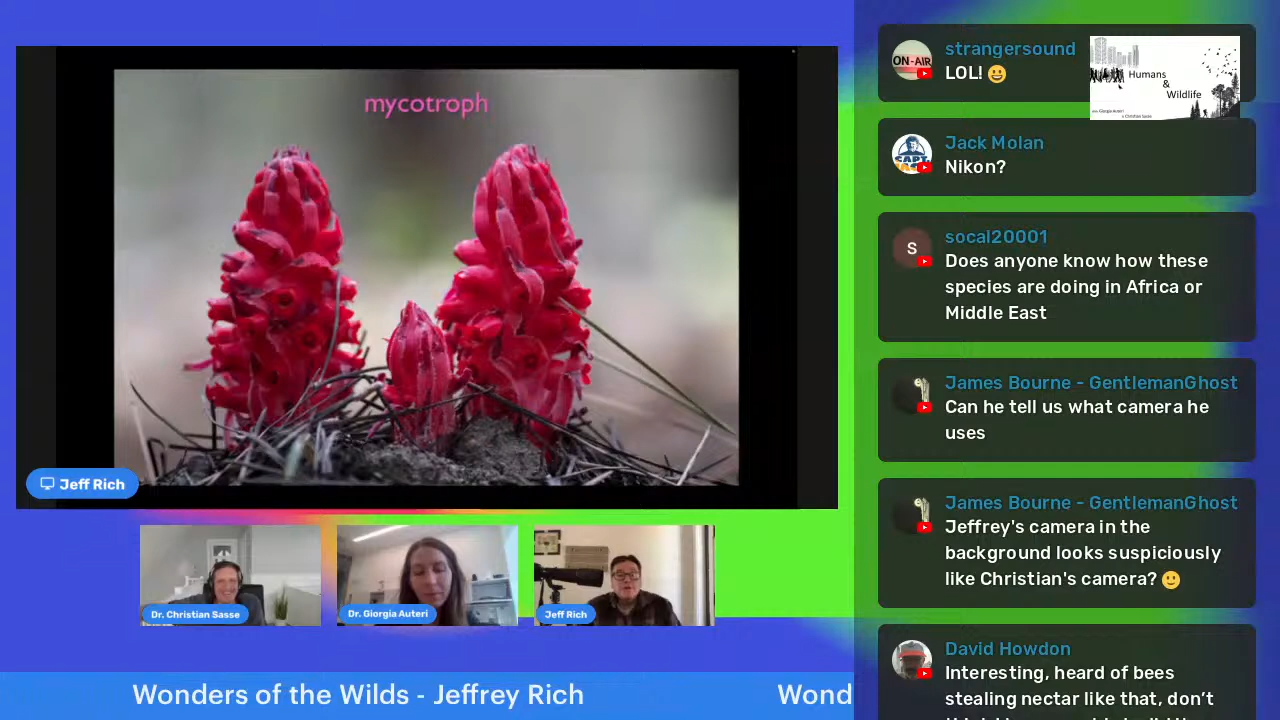 mycotroph
Jeff Rich
Dr. Christian Sasse
Dr. Giorgia Auteri
Jeff Rich
Wonders of the Wilds - Jeffrey Rich
Wond
strangersound
LOL!
ON-AIR
Humans
&
Wildlife
Jack Molan
Nikon?
CAPT
socal20001
S
Does anyone know how these
species are doing in Africa or
Middle East
James Bourne - GentlemanGhost
Can he tell us what camera he
uses
James Bourne - GentlemanGhost
Jeffrey's camera in the
background looks suspiciously
like Christian's camera?
David Howdon
Interesting, heard of bees
stealing nectar like that, don't